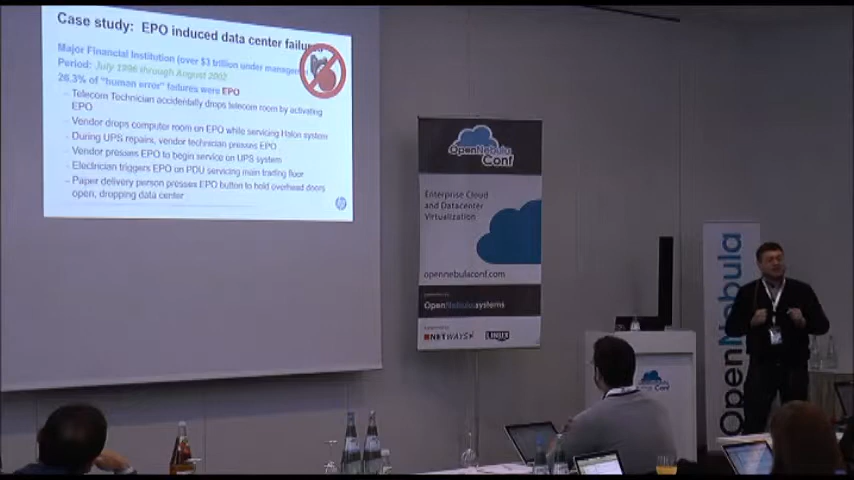 Case study: EPO induced data center failure
Major Financial Institution (over $3 trillion under management
Period: July 1996 through August 2002
26.3% of "human error" failures were EPO
– Telecom Technician accidentally drops telecom room by activating
EPO
– Vendor drops computer room on EPO while servicing Halon system
– During UPS repairs, vendor technician presses EPO
– Vendor presses EPO to begin service on UPS system
– Electrician triggers EPO on PDU servicing main trading floor
– Paper delivery person presses EPO button to hold overhead doors
open, dropping data center
hp
OpenNebula
Conf
Enterprise Cloud
and Datacenter
Virtualization
opennebulaconf.com
OpenNebula systems
NETWAYS
LINUX
Conf
OpenNebula